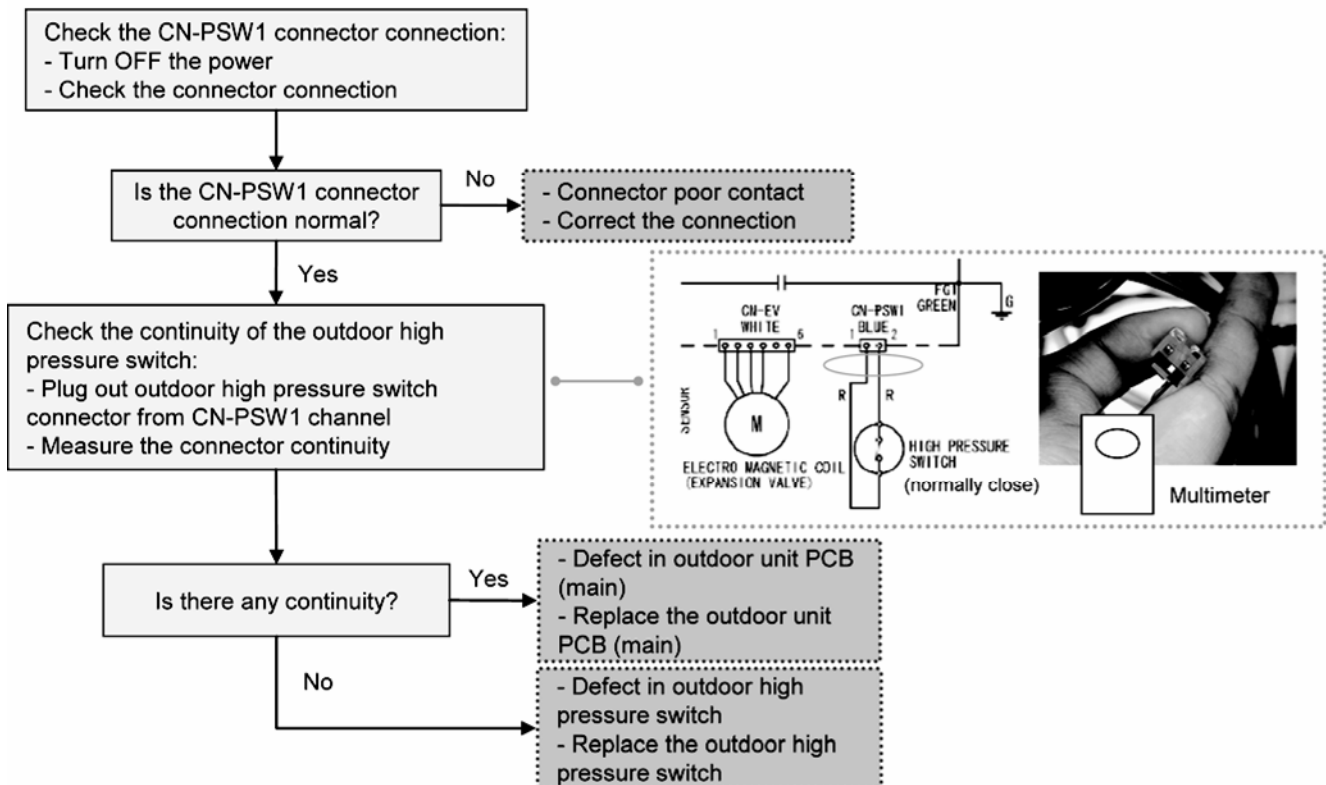 Check the CN-PSW1 connector connection:
- Turn OFF the power
- Check the connector connection
Is the CN-PSW1 connector
connection normal?
No
- Connector poor contact
- Correct the connection
Yes
Check the continuity of the outdoor high
pressure switch:
- Plug out outdoor high pressure switch
connector from CN-PSW1 channel
- Measure the connector continuity
CN-EV
WHITE
1
5
CN-PSW1
BLUE
1
2
FG1
GREEN
G
SENSOR
M
R
R
ELECTRO MAGNETIC COIL
(EXPANSION VALVE)
HIGH PRESSURE
SWITCH
(normally close)
Multimeter
Is there any continuity?
Yes
- Defect in outdoor unit PCB
(main)
- Replace the outdoor unit
PCB (main)
No
- Defect in outdoor high
pressure switch
- Replace the outdoor high
pressure switch